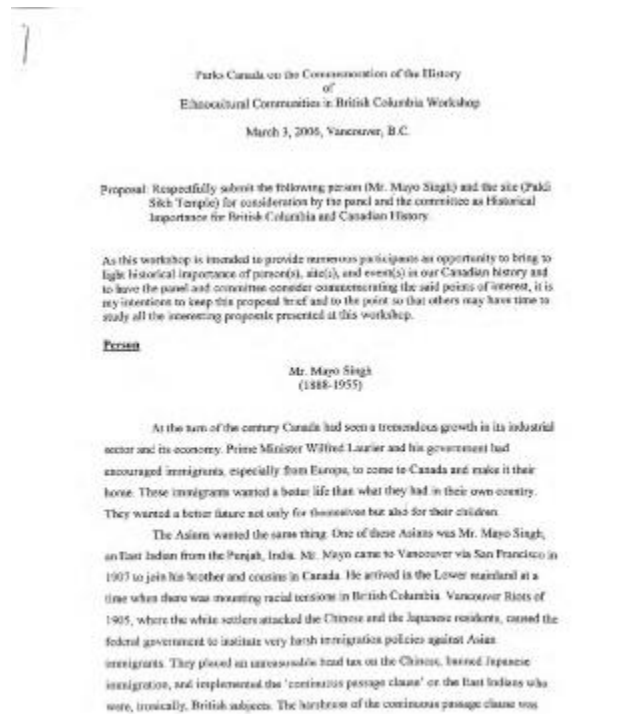 Parks Canada on the Commemoration of the History
of
Ethnocultural Communities in British Columbia Workshop
March 3, 2006, Vancouver, B.C.
Proposal: Respectfully submit the following person (Mr. Mayo Singh) and the site (Paldi
Sikh Temple) for consideration by the panel and the committee as Historical
Importance for British Columbia and Canadian History.
As this workshop is intended to provide numerous participants an opportunity to bring to
light historical importance of person(s), site(s), and event(s) in our Canadian history and
to have the panel and committee consider commemorating the said points of interest, it is
my intentions to keep this proposal brief and to the point so that others may have time to
study all the interesting proposals presented at this workshop.
Person
Mr. Mayo Singh
(1888-1955)
At the turn of the century Canada had seen a tremendous growth in its industrial
sector and its economy. Prime Minister Wilfred Laurier and his government had
encouraged immigrants, especially from Europe, to come to Canada and make it their
home. These immigrants wanted a better life than what they had in their own country.
They wanted a better future not only for themselves but also for their children.
The Asians wanted the same thing. One of these Asians was Mr. Mayo Singh,
an East Indian from the Punjab, India. Mr. Mayo came to Vancouver via San Francisco in
1907 to join his brother and cousins in Canada. He arrived in the Lower mainland at a
time when there was mounting racial tensions in British Columbia. Vancouver Riots of
1905, where the white settlers attacked the Chinese and the Japanese residents, caused the
federal government to institute very harsh immigration policies against Asian
immigrants. They placed an unreasonable head tax on the Chinese, banned Japanese
immigration, and implemented the 'continuous passage clause' on the East Indians who
were, ironically, British subjects. The harshness of the continuous passage clause was